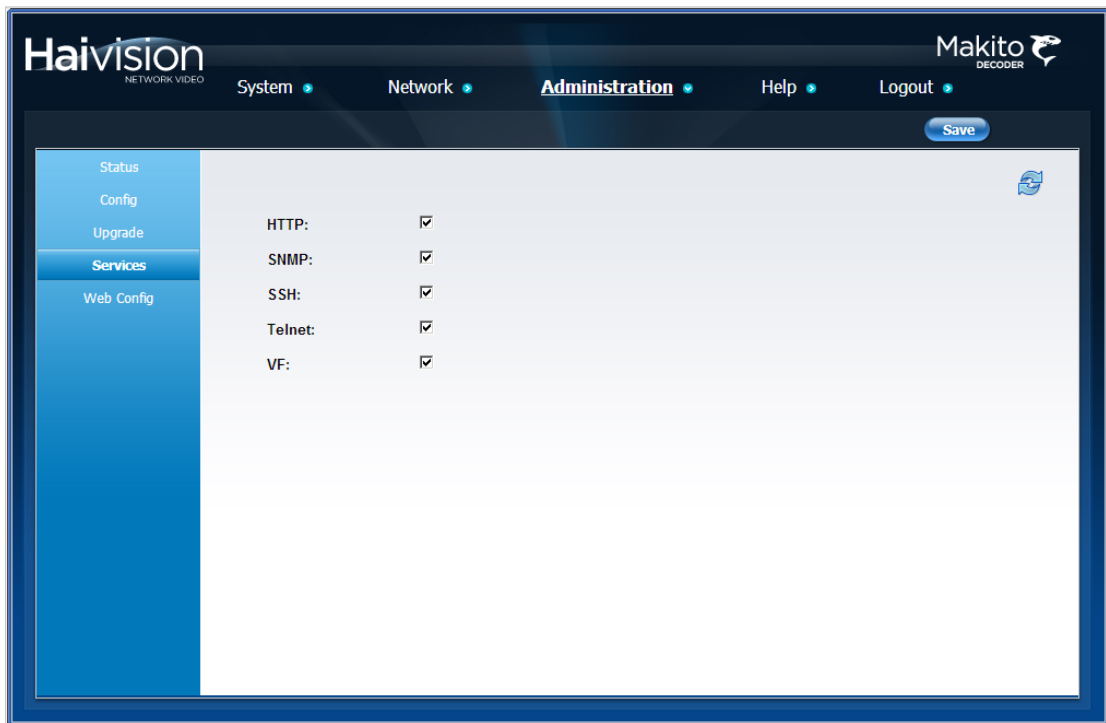 Haivision
NETWORK VIDEO
Makito
DECODER
System
Network
Administration
Help
Logout
Save
Status
Config
Upgrade
Services
Web Config
HTTP:
SNMP:
SSH:
Telnet:
VF: